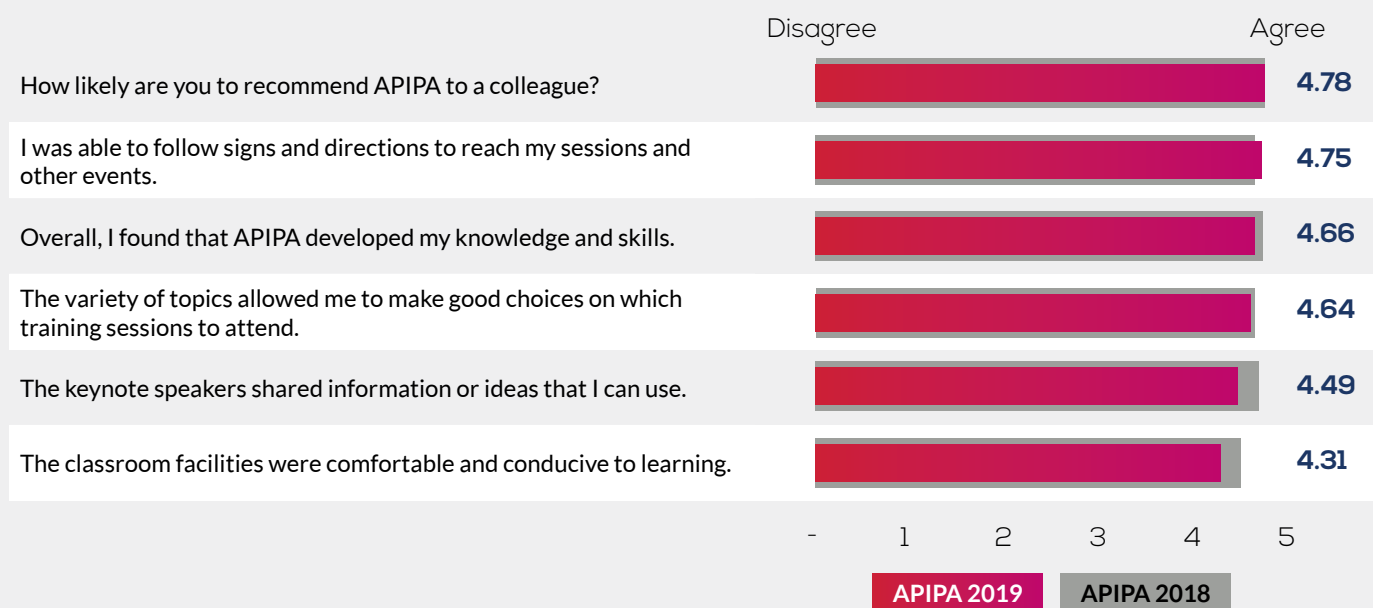 Disagree Agree
How likely are you to recommend APIPA to a colleague? 4.78
I was able to follow signs and directions to reach my sessions and
other events.
4.75
Overall, I found that APIPA developed my knowledge and skills. 4.66
The variety of topics allowed me to make good choices on which
training sessions to attend.
4.64
The keynote speakers shared information or ideas that I can use. 4.49
The classroom facilities were comfortable and conducive to learning. 4.31
- 1 2 3 4 5
APIPA 2019 APIPA 2018